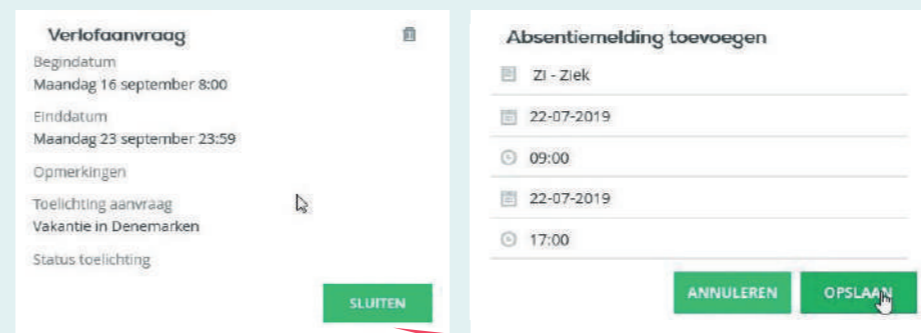 Verlofaanvraag
Begindatum
Maandag 16 september 8:00
Einddatum
Maandag 23 september 23:59
Opmerkingen
Toelichting aanvraag
Vakantie in Denemarken
Status toelichting
SLUITEN
Absentiemelding toevoegen
ZI - Ziek
22-07-2019
09:00
22-07-2019
17:00
ANNULEREN OPSLAAN